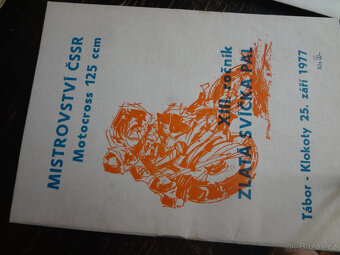 MISTROVSTVÍ ČSSR
Motocross 125 ccm
XIII. ročník
ZLATÁ SVÍČKA PAL
Tábor - Klokoty 25. září 1977